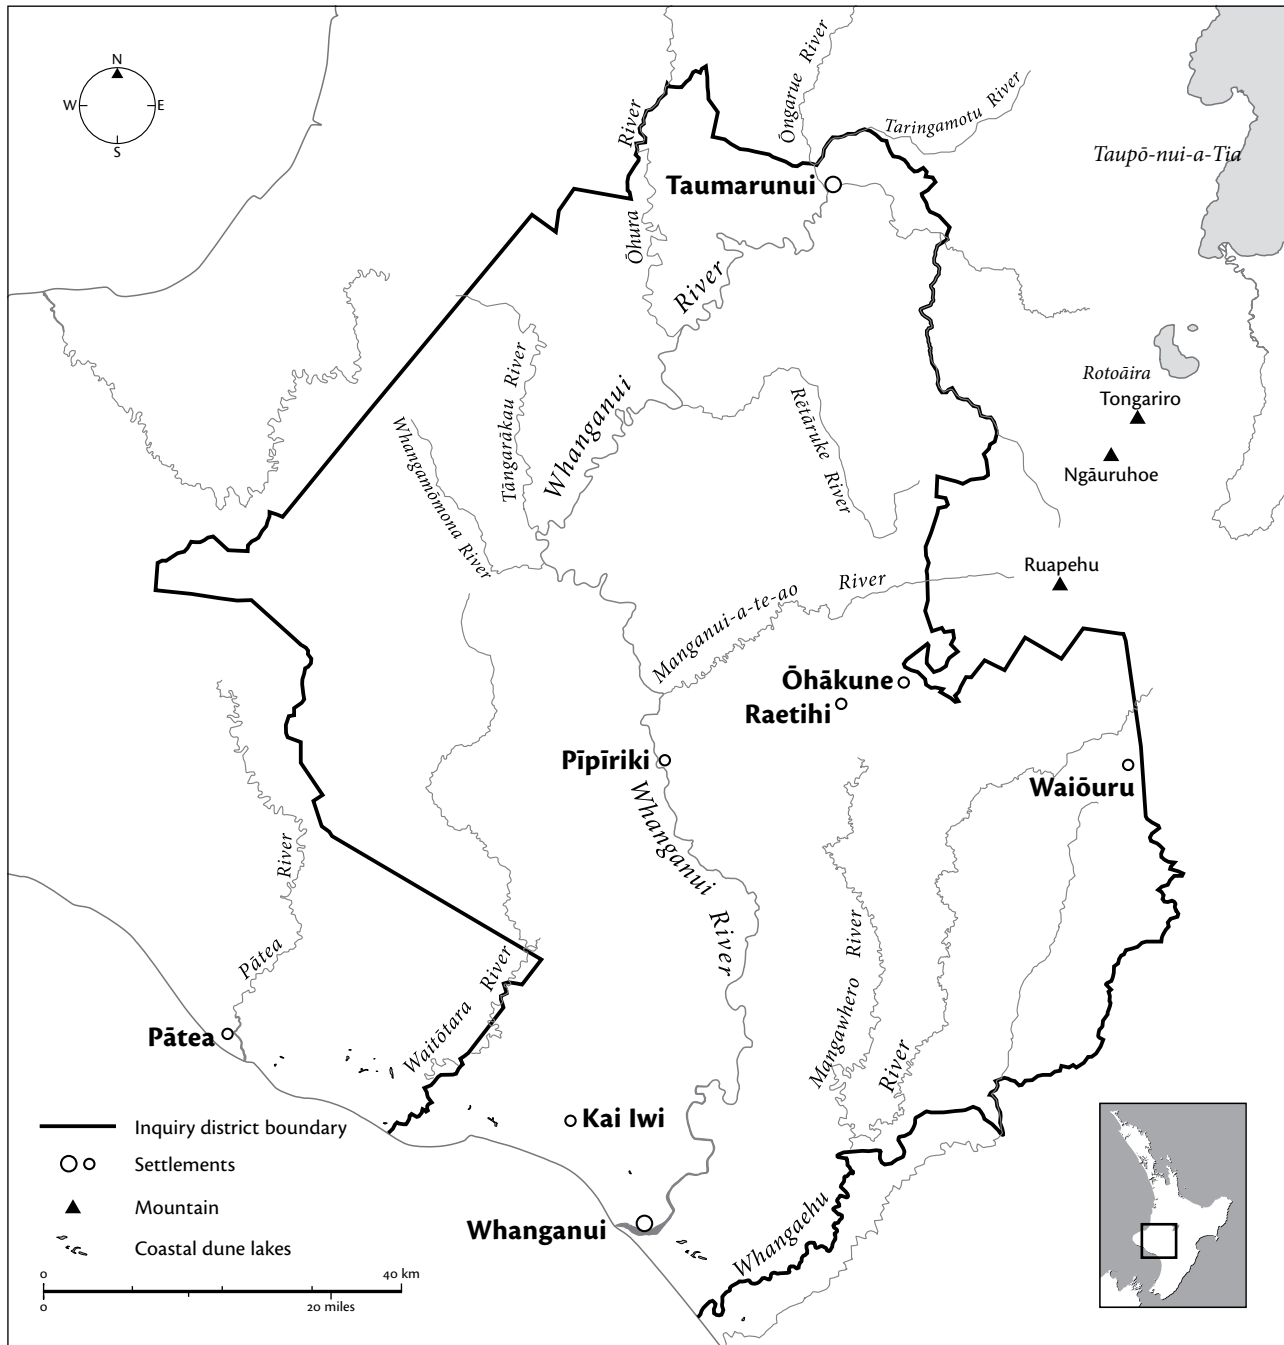 N
W
E
S
Ōngarue River
Taringamotu River
Taupō-nui-a-Tia
Ōhura River
Taumarunui
Whanganui River
Tāngarākau River
Whangamōmona River
Rētāruke River
Rotoāira
Tongariro
Ngāuruhoe
Ruapehu
Manganui-a-te-ao River
Ōhākune
Raetihi
Pīpīriki
Waiōuru
Whanganui River
Pātea River
Waitōtara River
Mangawhero River
Whangaehu River
Pātea
Kai Iwi
Whanganui
Inquiry district boundary
Settlements
Mountain
Coastal dune lakes
0
40 km
0
20 miles